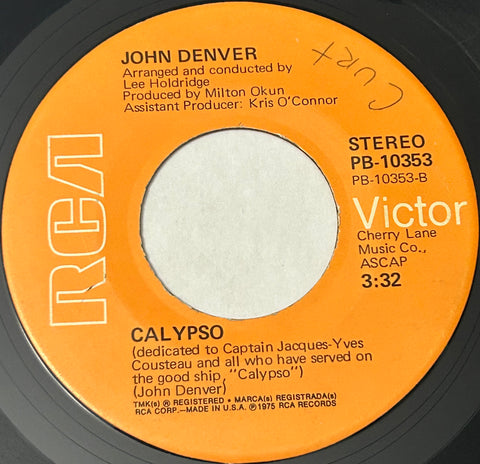 JOHN DENVER
Arranged and conducted by
Lee Holdridge
Produced by Milton Okun
Assistant Producer: Kris O'Connor
CURT
STEREO
PB-10353
PB-10353-B
RCA
Victor
Cherry Lane
Music Co.,
ASCAP
3:32
CALYPSO
(dedicated to Captain Jacques-Yves
Cousteau and all who have served on
the good ship, "Calypso")
(John Denver)
TMK(s) ® REGISTERED • MARCA(s) REGISTRADA(s)
RCA CORP.—MADE IN U.S.A. ℗1975 RCA RECORDS